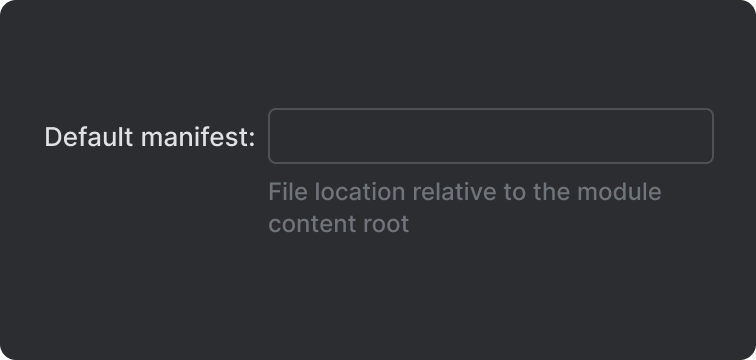 Default manifest:
File location relative to the module
content root